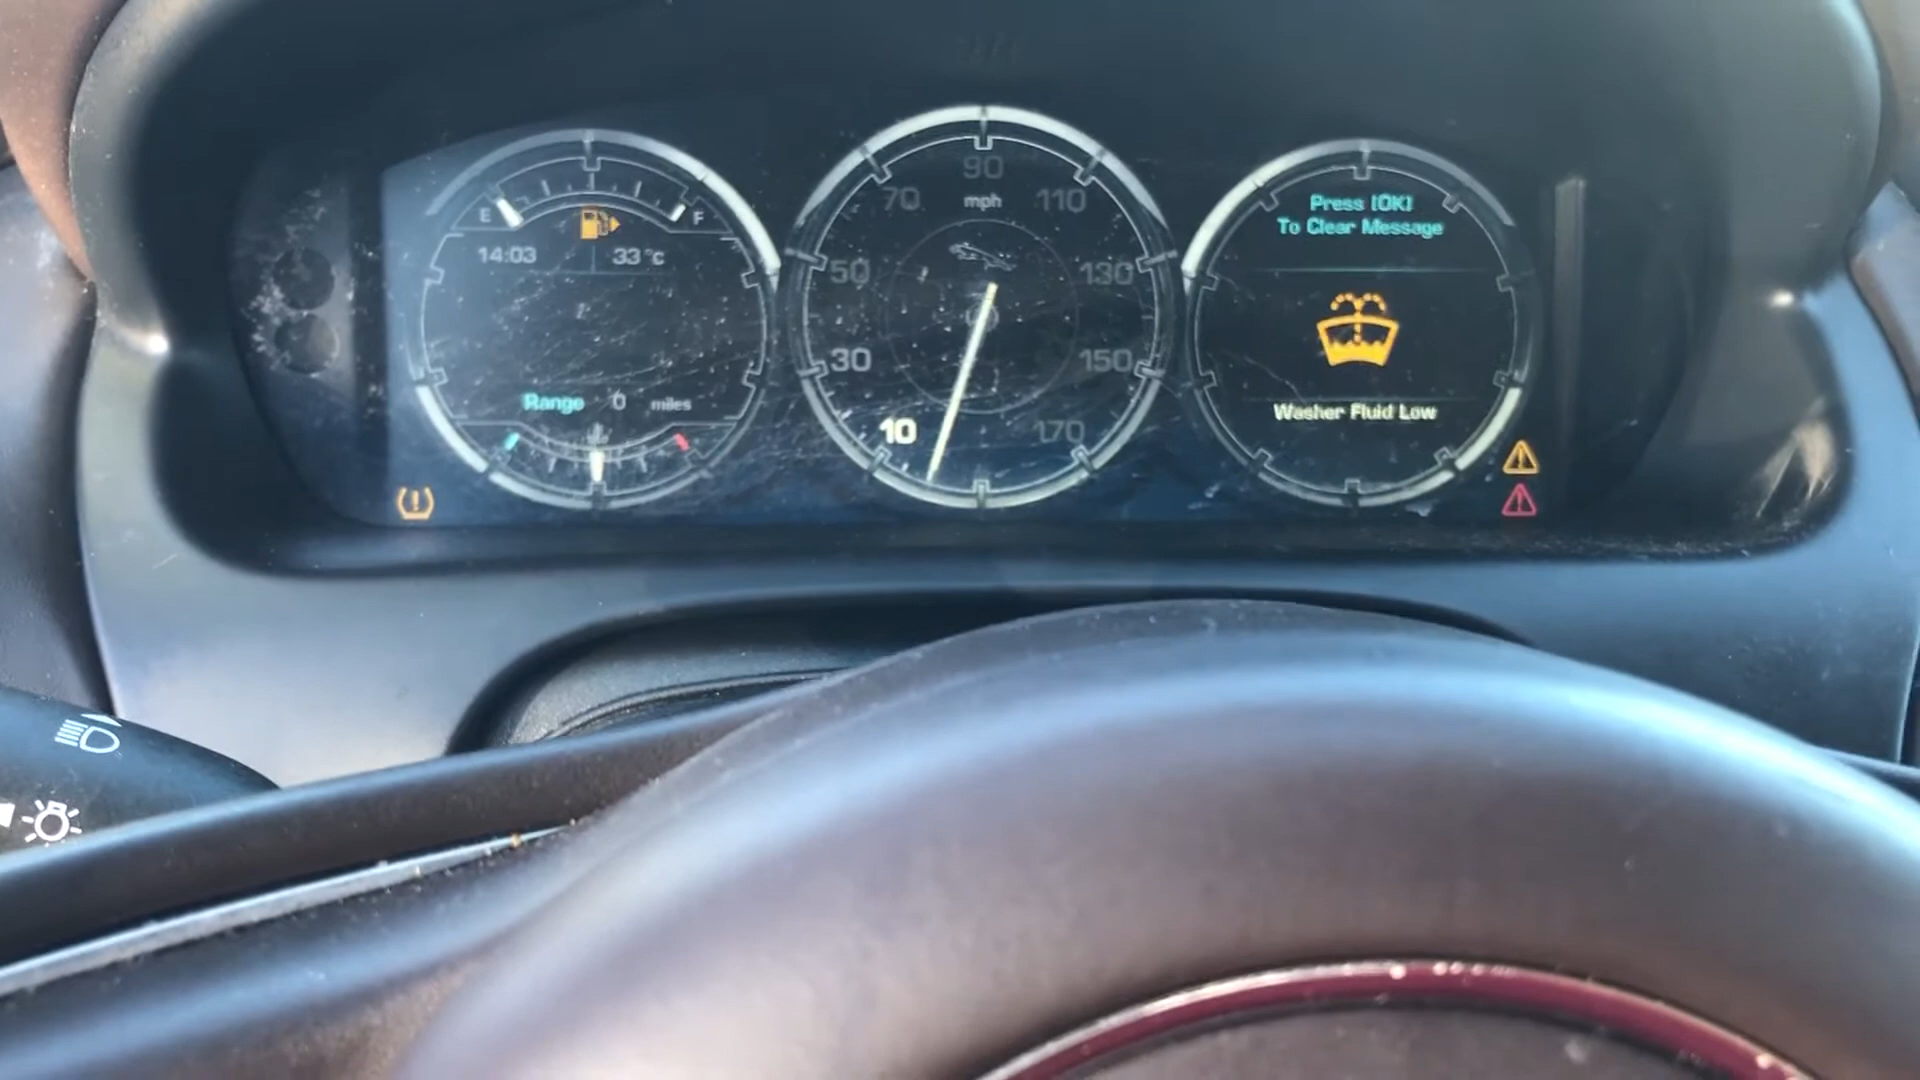 E F
14:03 33°C
Range 0 miles
90
70 110
mph
50 130
30 150
10 170
Press (OK)
To Clear Message
Washer Fluid Low